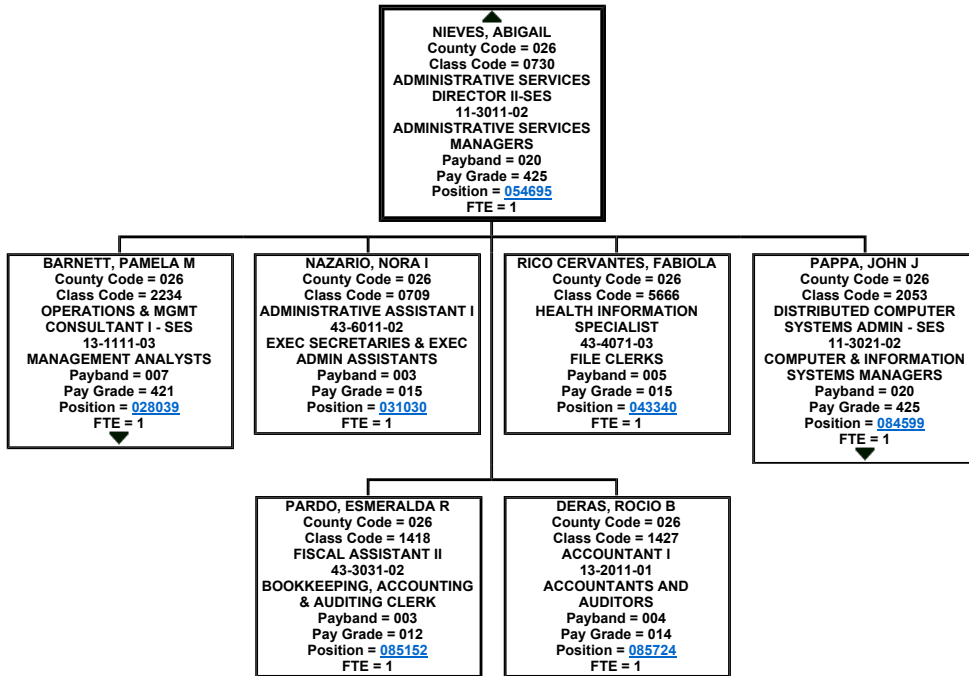 NIEVES, ABIGAIL
County Code = 026
Class Code = 0730
ADMINISTRATIVE SERVICES
DIRECTOR II-SES
11-3011-02
ADMINISTRATIVE SERVICES
MANAGERS
Payband = 020
Pay Grade = 425
Position = 054695
FTE = 1
BARNETT, PAMELA M
County Code = 026
Class Code = 2234
OPERATIONS & MGMT
CONSULTANT I - SES
13-1111-03
MANAGEMENT ANALYSTS
Payband = 007
Pay Grade = 421
Position = 028039
FTE = 1
NAZARIO, NORA I
County Code = 026
Class Code = 0709
ADMINISTRATIVE ASSISTANT I
43-6011-02
EXEC SECRETARIES & EXEC
ADMIN ASSISTANTS
Payband = 003
Pay Grade = 015
Position = 031030
FTE = 1
RICO CERVANTES, FABIOLA
County Code = 026
Class Code = 5666
HEALTH INFORMATION
SPECIALIST
43-4071-03
FILE CLERKS
Payband = 005
Pay Grade = 015
Position = 043340
FTE = 1
PAPPA, JOHN J
County Code = 026
Class Code = 2053
DISTRIBUTED COMPUTER
SYSTEMS ADMIN - SES
11-3021-02
COMPUTER & INFORMATION
SYSTEMS MANAGERS
Payband = 020
Pay Grade = 425
Position = 084599
FTE = 1
PARDO, ESMERALDA R
County Code = 026
Class Code = 1418
FISCAL ASSISTANT II
43-3031-02
BOOKKEEPING, ACCOUNTING
& AUDITING CLERK
Payband = 003
Pay Grade = 012
Position = 085152
FTE = 1
DERAS, ROCIO B
County Code = 026
Class Code = 1427
ACCOUNTANT I
13-2011-01
ACCOUNTANTS AND
AUDITORS
Payband = 004
Pay Grade = 014
Position = 085724
FTE = 1